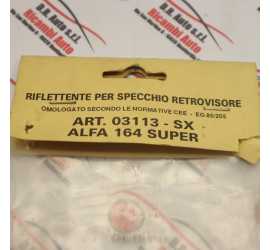 RIFLETTENTE PER SPECCHIO RETROVISORE
OMOLOGATO SECONDO LE NORMATIVE CEE - EG.85/205
ART. 03113 - SX
ALFA 164 SUPER
Ricambi Auto
Ricambi Auto